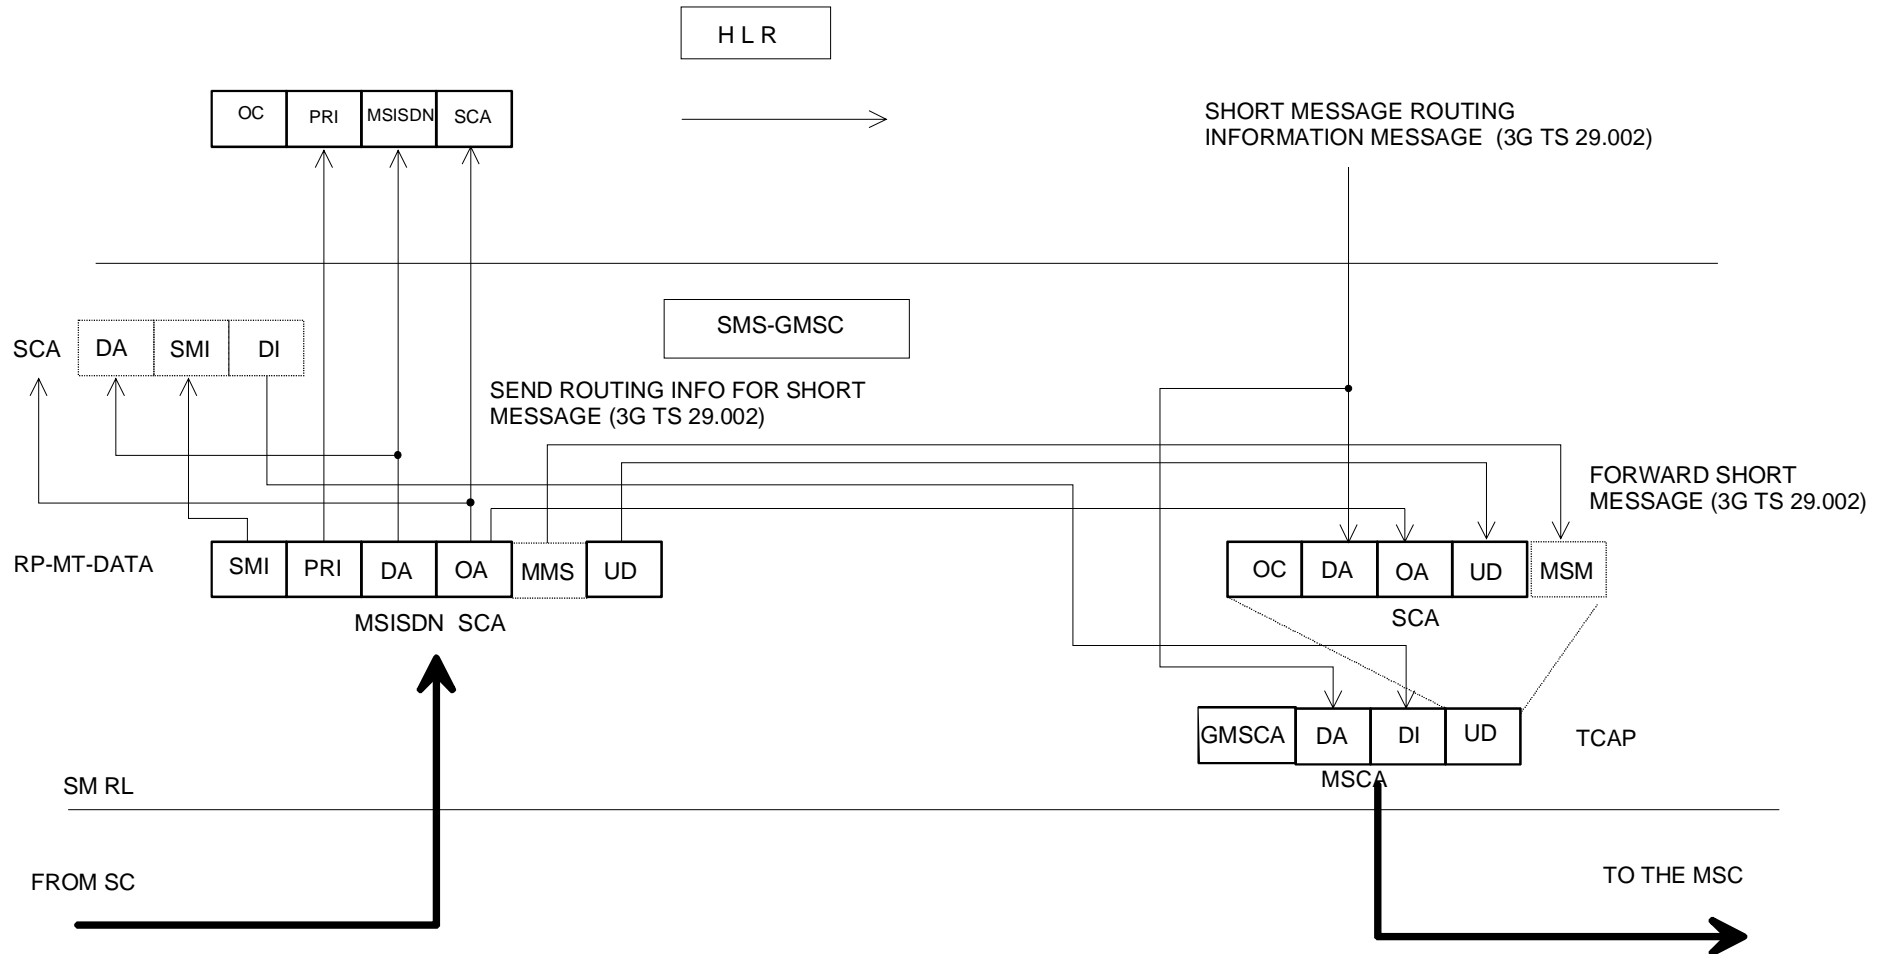 H L R
OC PRI MSISDN SCA
SHORT MESSAGE ROUTING
INFORMATION MESSAGE (3G TS 29.002)
SMS-GMSC
SCA DA SMI DI
SEND ROUTING INFO FOR SHORT
MESSAGE (3G TS 29.002)
FORWARD SHORT
MESSAGE (3G TS 29.002)
RP-MT-DATA SMI PRI DA OA MMS UD
OC DA OA UD MSM
MSISDN SCA
SCA
GMSCA DA DI UD TCAP
MSCA
SM RL
FROM SC
TO THE MSC